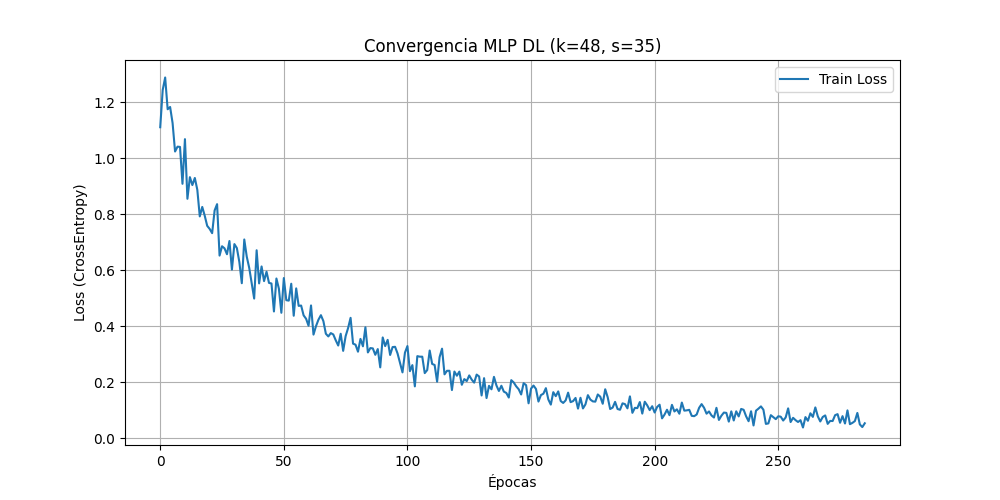 Convergencia MLP DL (k=48, s=35)
Train Loss
Loss (CrossEntropy)
1.2
1.0
0.8
0.6
0.4
0.2
0.0
0 50 100 150 200 250
Épocas